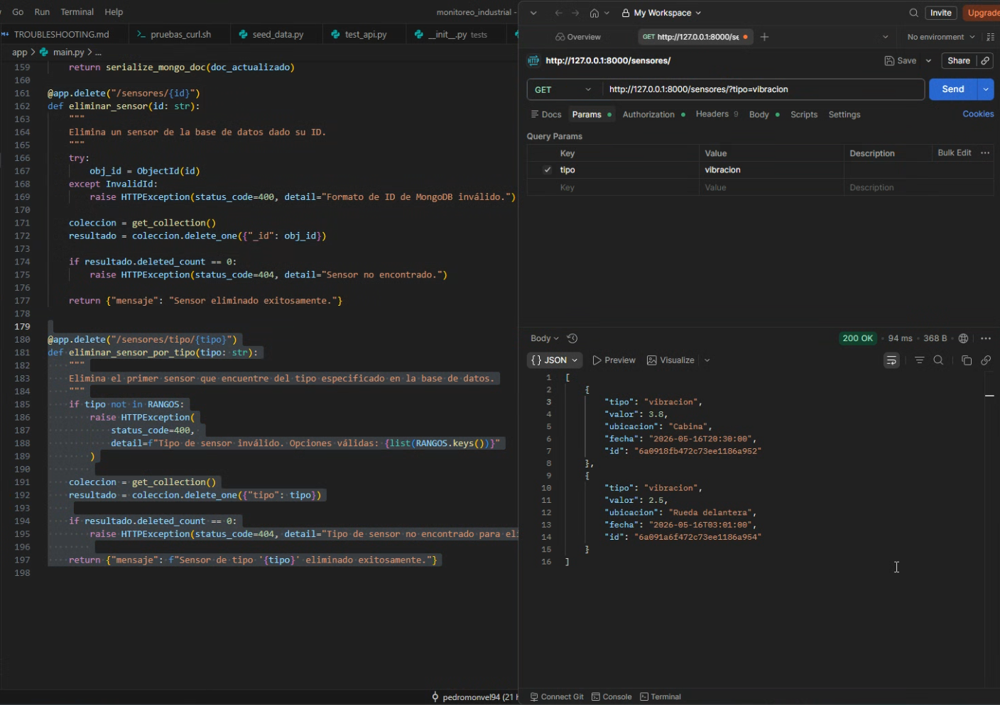 Go Run Terminal Help
monitoreo_industrial -
TROUBLESHOOTING.md
pruebas_curl.sh
seed_data.py
test_api.py
__init__.py tests
app > main.py > ...
159 return serialize_mongo_doc(doc_actualizado)
160
161 @app.delete("/sensores/{id}")
162 def eliminar_sensor(id: str):
163 """
164 Elimina un sensor de la base de datos dado su ID.
165 """
166 try:
167 obj_id = ObjectId(id)
168 except InvalidId:
169 raise HTTPException(status_code=400, detail="Formato de ID de MongoDB inválido.")
170
171 coleccion = get_collection()
172 resultado = coleccion.delete_one({"_id": obj_id})
173
174 if resultado.deleted_count == 0:
175 raise HTTPException(status_code=404, detail="Sensor no encontrado.")
176
177 return {"mensaje": "Sensor eliminado exitosamente."}
178
179
180 @app.delete("/sensores/tipo/{tipo}")
181 def eliminar_sensor_por_tipo(tipo: str):
182 """
183 Elimina el primer sensor que encuentre del tipo especificado en la base de datos.
184 """
185 if tipo not in RANGOS:
186 raise HTTPException(
187 status_code=400,
188 detail=f"Tipo de sensor inválido. Opciones válidas: {list(RANGOS.keys())}"
189 )
190
191 coleccion = get_collection()
192 resultado = coleccion.delete_one({"tipo": tipo})
193
194 if resultado.deleted_count == 0:
195 raise HTTPException(status_code=404, detail="Tipo de sensor no encontrado para eli
196
197 return {"mensaje": f"Sensor de tipo '{tipo}' eliminado exitosamente."}
198
pedromonvel94 (21 h
My Workspace
Invite
Upgrade
Overview
GET http://127.0.0.1:8000/se
No environment
HTTP http://127.0.0.1:8000/sensores/
Save
Share
GET http://127.0.0.1:8000/sensores/?tipo=vibracion
Send
Docs Params Authorization Headers 9 Body Scripts Settings Cookies
Query Params
Key Value Description Bulk Edit
tipo vibracion
Key Value Description
Body 200 OK 94 ms 368 B
{} JSON Preview Visualize
1 [
2 {
3 "tipo": "vibracion",
4 "valor": 3.8,
5 "ubicacion": "Cabina",
6 "fecha": "2026-05-16T20:30:00",
7 "id": "6a0918fb472c73ee1186a952"
8 },
9 {
10 "tipo": "vibracion",
11 "valor": 2.5,
12 "ubicacion": "Rueda delantera",
13 "fecha": "2026-05-16T03:01:00",
14 "id": "6a091a6f472c73ee1186a954"
15 }
16 ]
Connect Git Console Terminal